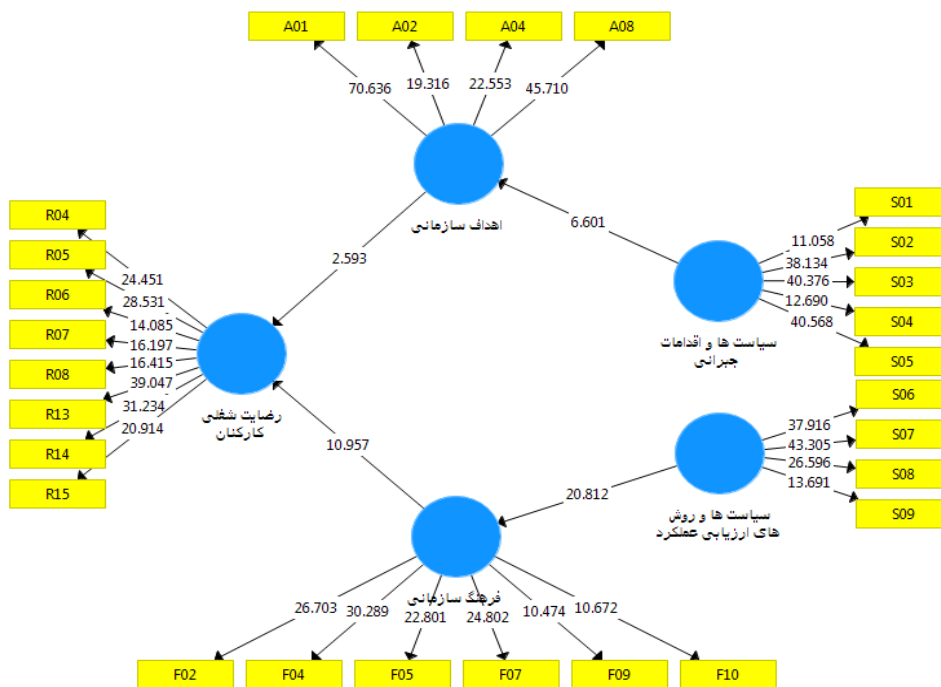 A01
A02
A04
A08
70.636
19.316
22.553
45.710
اهداف سازمانی
2.593
6.601
S01
S02
S03
S04
S05
11.058
38.134
40.376
12.690
40.568
سیاست ها و اقدامات
جبرانی
R04
R05
R06
R07
R08
R13
R14
R15
24.451
28.531
14.085
16.197
16.415
39.047
31.234
20.914
رضایت شغلی
کارکنان
10.957
20.812
S06
S07
S08
S09
37.916
43.305
26.596
13.691
سیاست ها و روش
های ارزیابی عملکرد
فرهنگ سازمانی
26.703
30.289
22.801
24.802
10.474
10.672
F02
F04
F05
F07
F09
F10